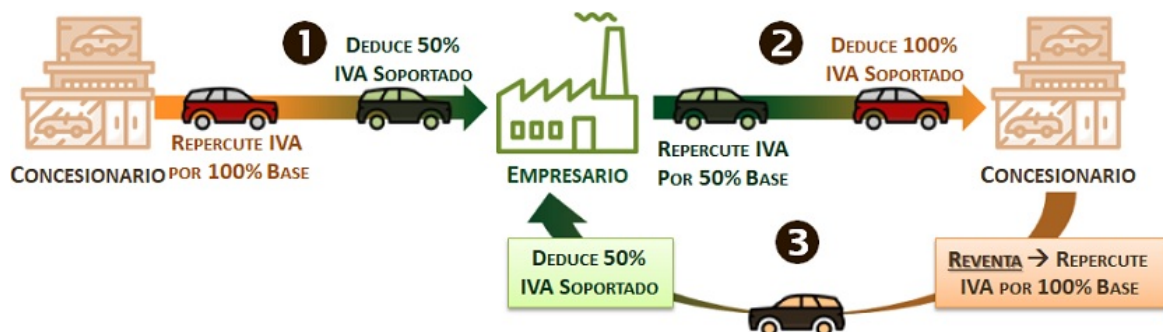 1
DEDUCE 50%
IVA SOPORTADO
REPERCUTE IVA
POR 100% BASE
CONCESIONARIO
EMPRESARIO
2
DEDUCE 100%
IVA SOPORTADO
REPERCUTE IVA
POR 50% BASE
CONCESIONARIO
3
DEDUCE 50%
IVA SOPORTADO
REVENTA → REPERCUTE
IVA POR 100% BASE